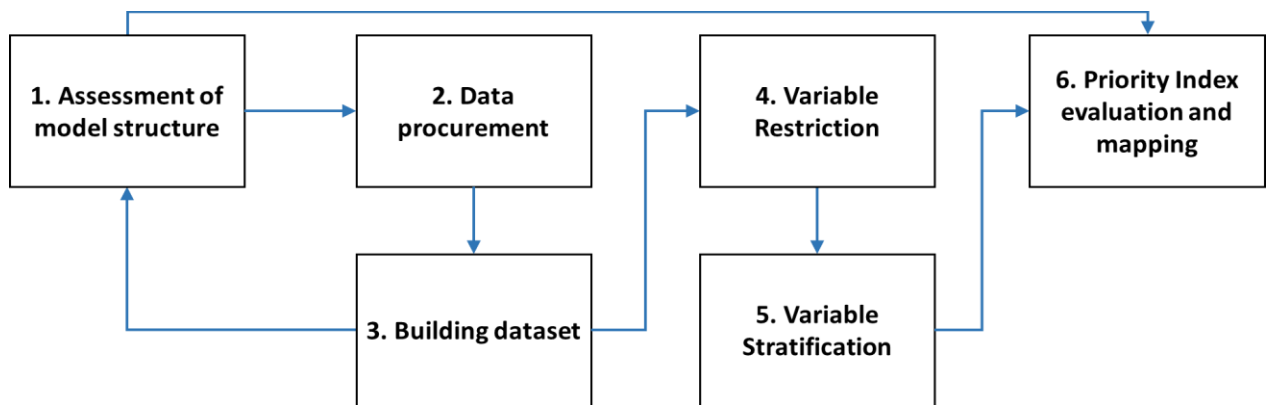 1. Assessment of
model structure
2. Data
procurement
3. Building dataset
4. Variable
Restriction
5. Variable
Stratification
6. Priority Index
evaluation and
mapping